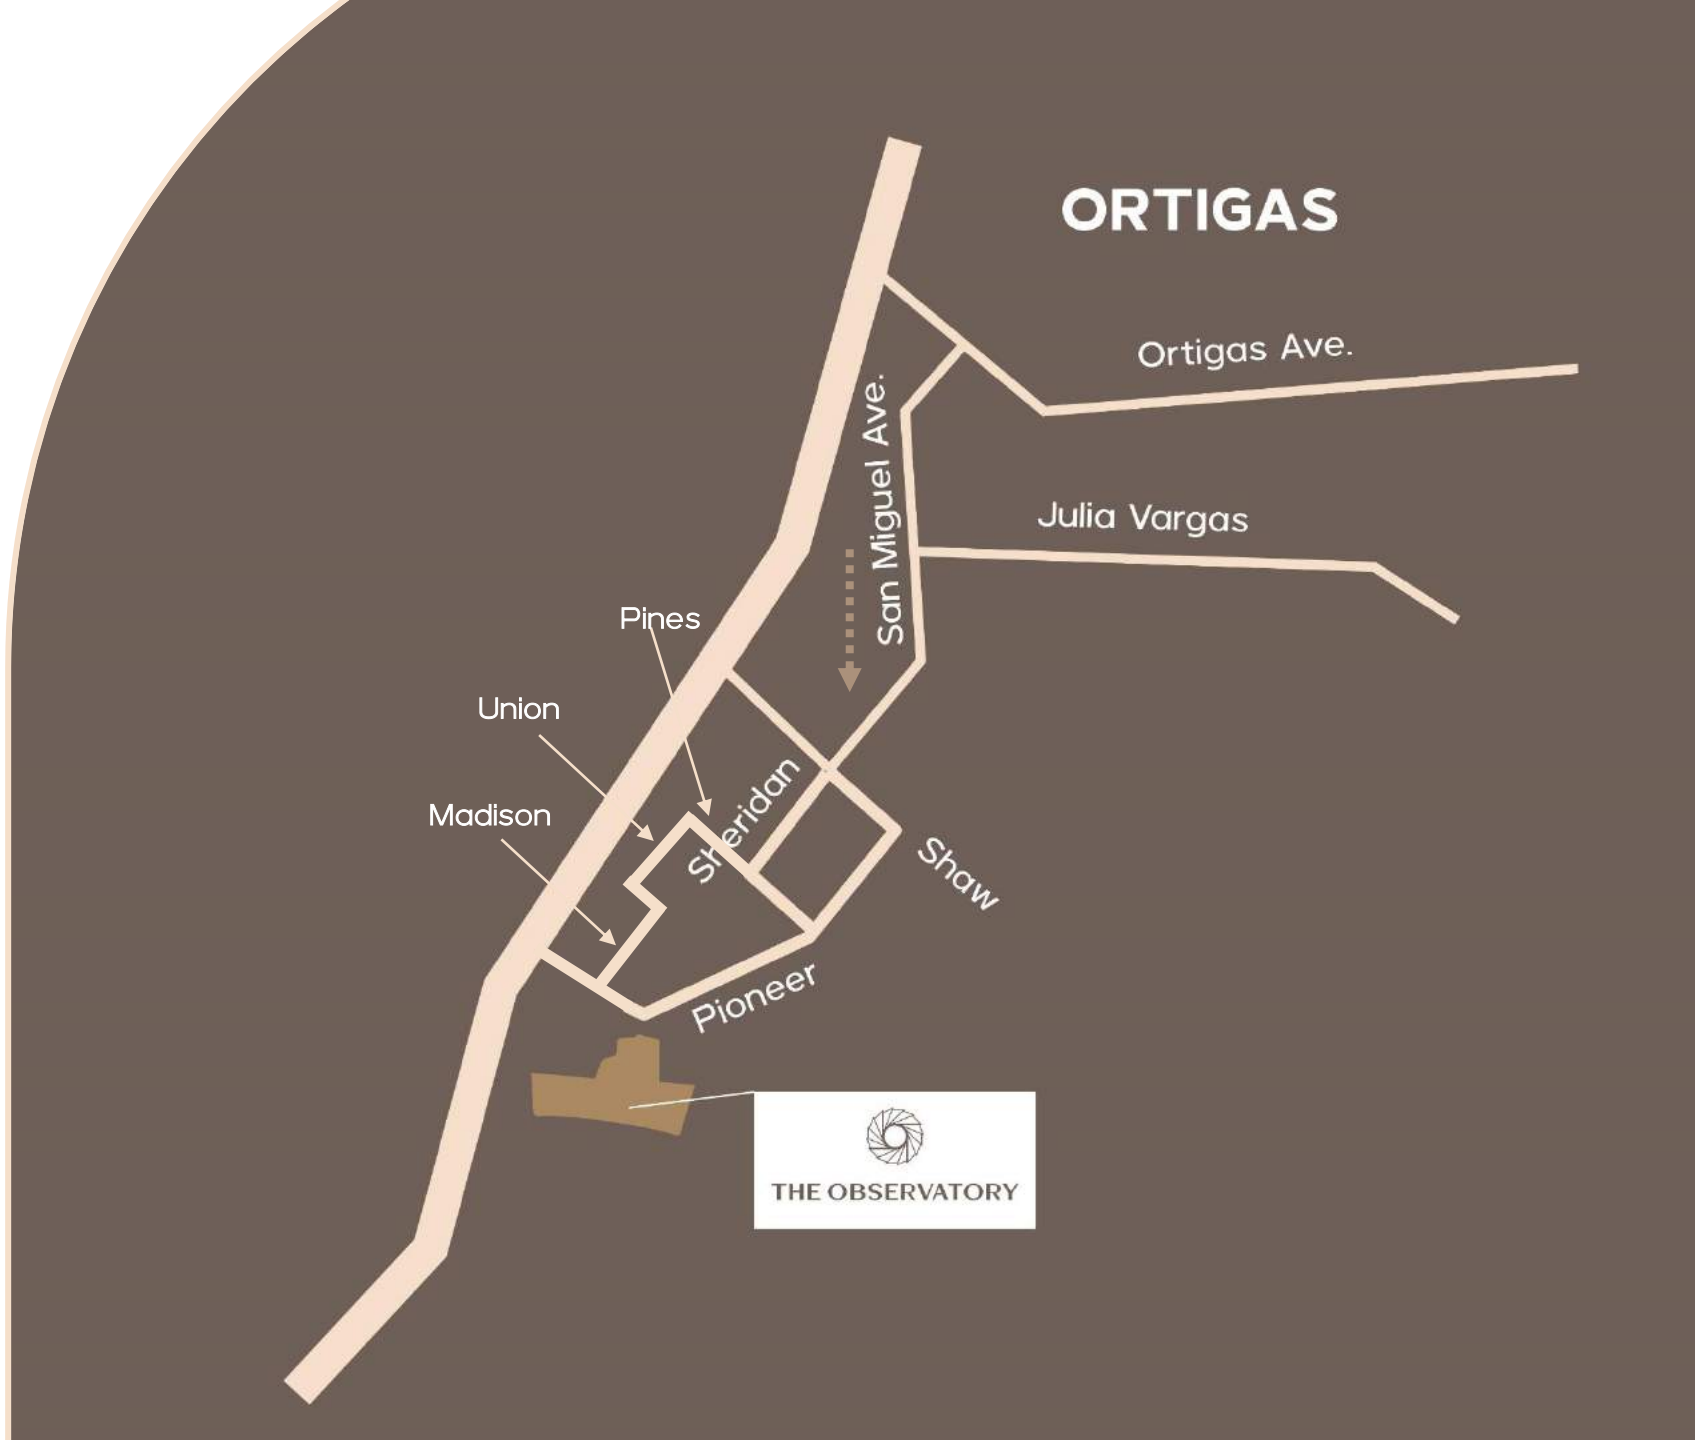 ORTIGAS
Ortigas Ave.
San Miguel Ave.
Julia Vargas
Pines
Union
Madison
Sheridan
Shaw
Pioneer
THE OBSERVATORY